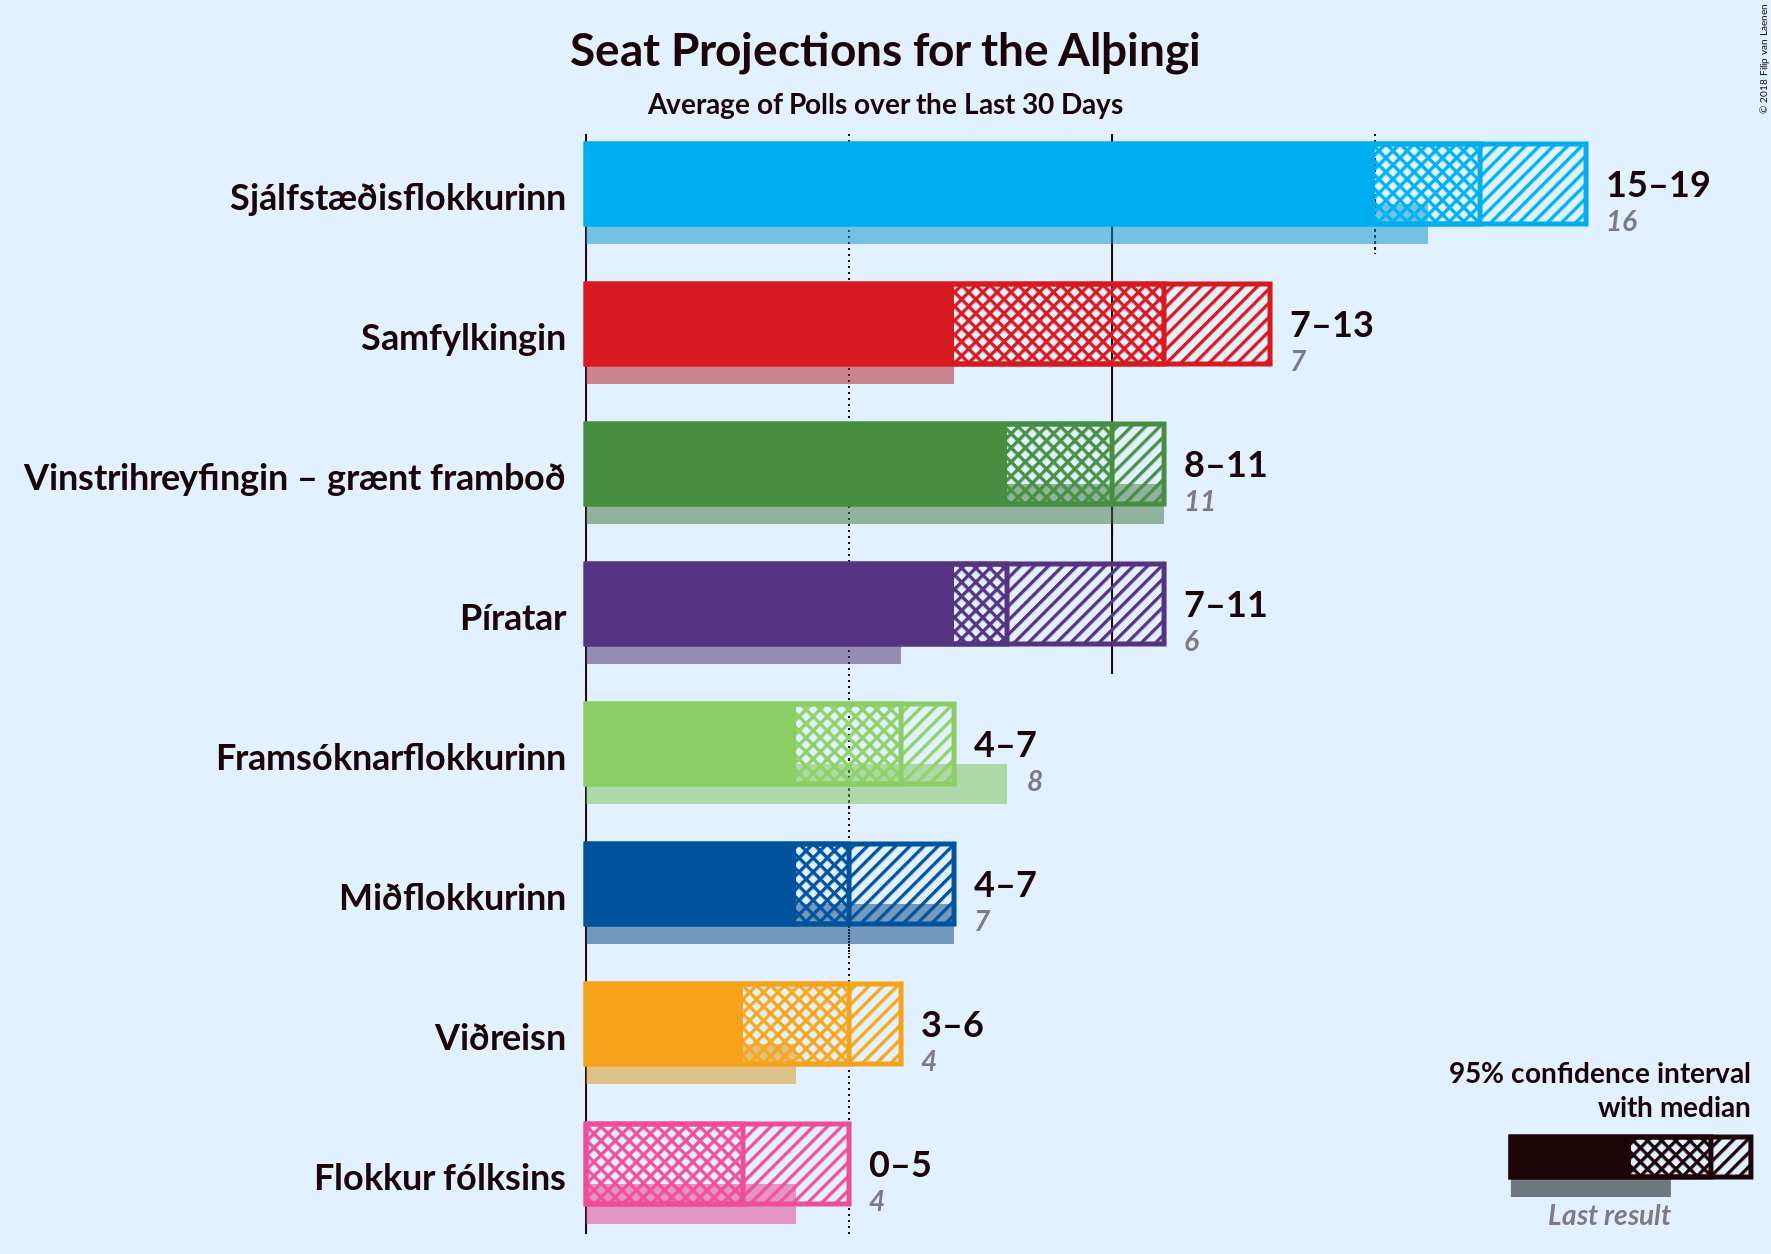 Seat Projections for the Alþingi
Average of Polls over the Last 30 Days
© 2018 Filip van Laenen
Sjálfstæðisflokkurinn
15–19
16
Samfylkingin
7–13
7
Vinstrihreyfingin – grænt framboð
8–11
11
Píratar
7–11
6
Framsóknarflokkurinn
4–7
8
Miðflokkurinn
4–7
7
Viðreisn
3–6
4
Flokkur fólksins
0–5
4
95% confidence interval
with median
Last result